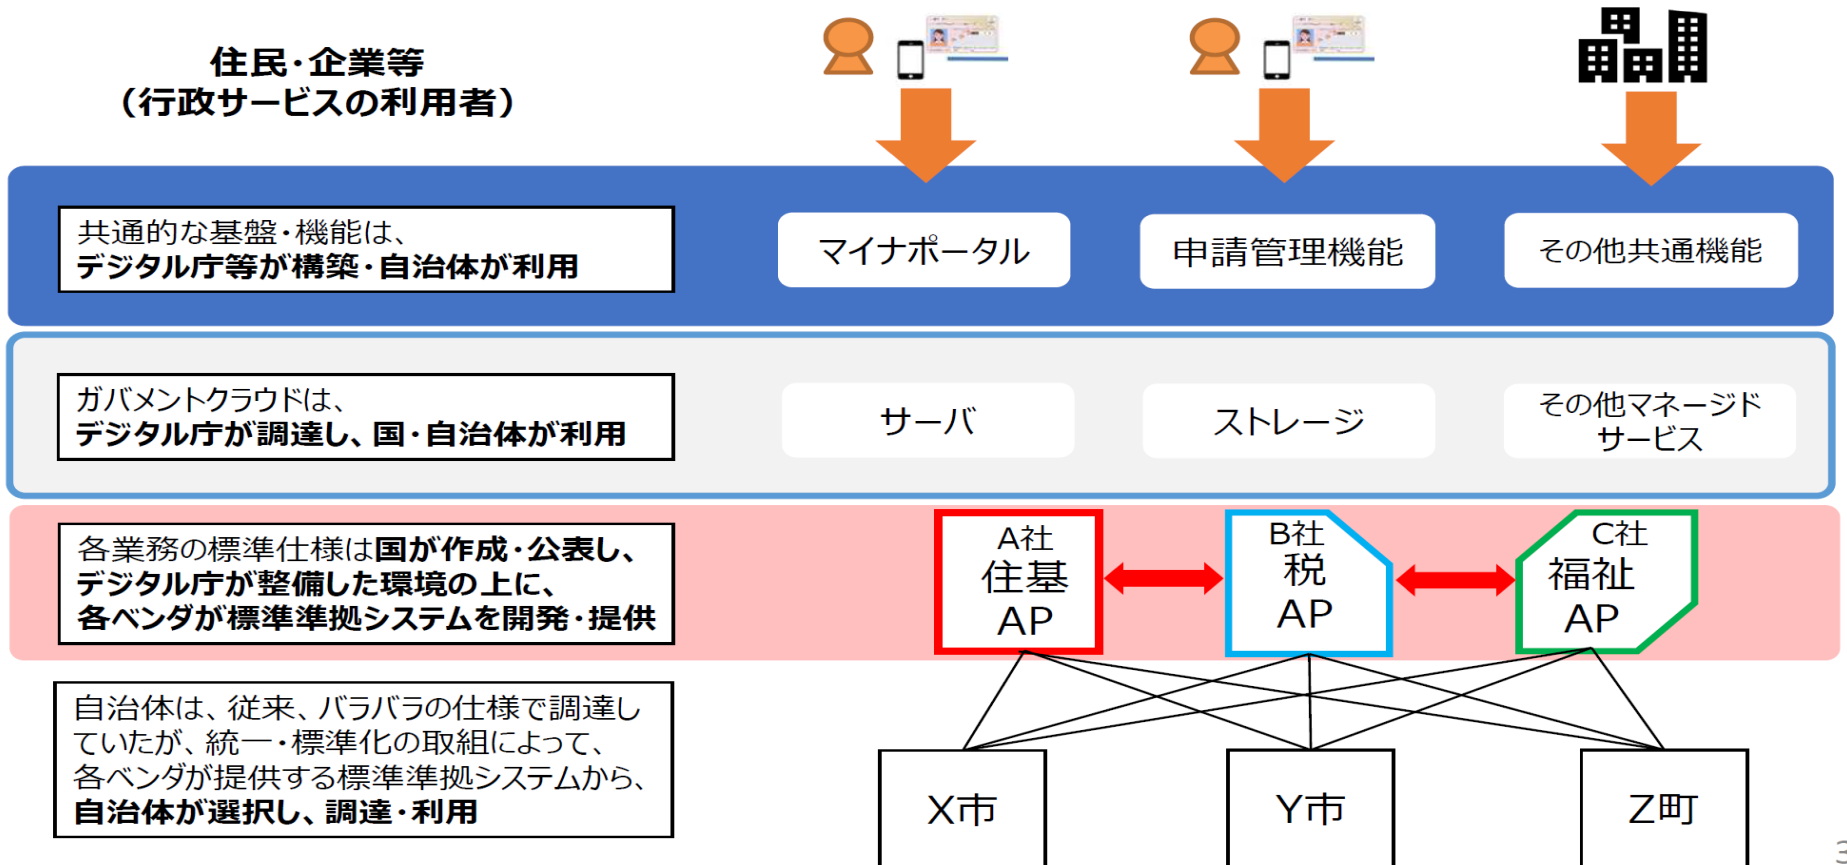 住民・企業等
（行政サービスの利用者）
共通的な基盤・機能は、
デジタル庁等が構築・自治体が利用
マイナポータル
申請管理機能
その他共通機能
ガバメントクラウドは、
デジタル庁が調達し、国・自治体が利用
サーバ
ストレージ
その他マネージド
サービス
各業務の標準仕様は国が作成・公表し、
デジタル庁が整備した環境の上に、
各ベンダが標準準拠システムを開発・提供
A社
住基
AP
B社
税
AP
C社
福祉
AP
自治体は、従来、バラバラの仕様で調達し
ていたが、統一・標準化の取組によって、
各ベンダが提供する標準準拠システムから、
自治体が選択し、調達・利用
X市
Y市
Z町